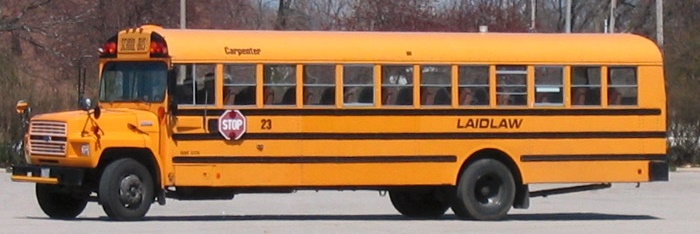 SCHOOL BUS
Carpenter
STOP
23
LAIDLAW